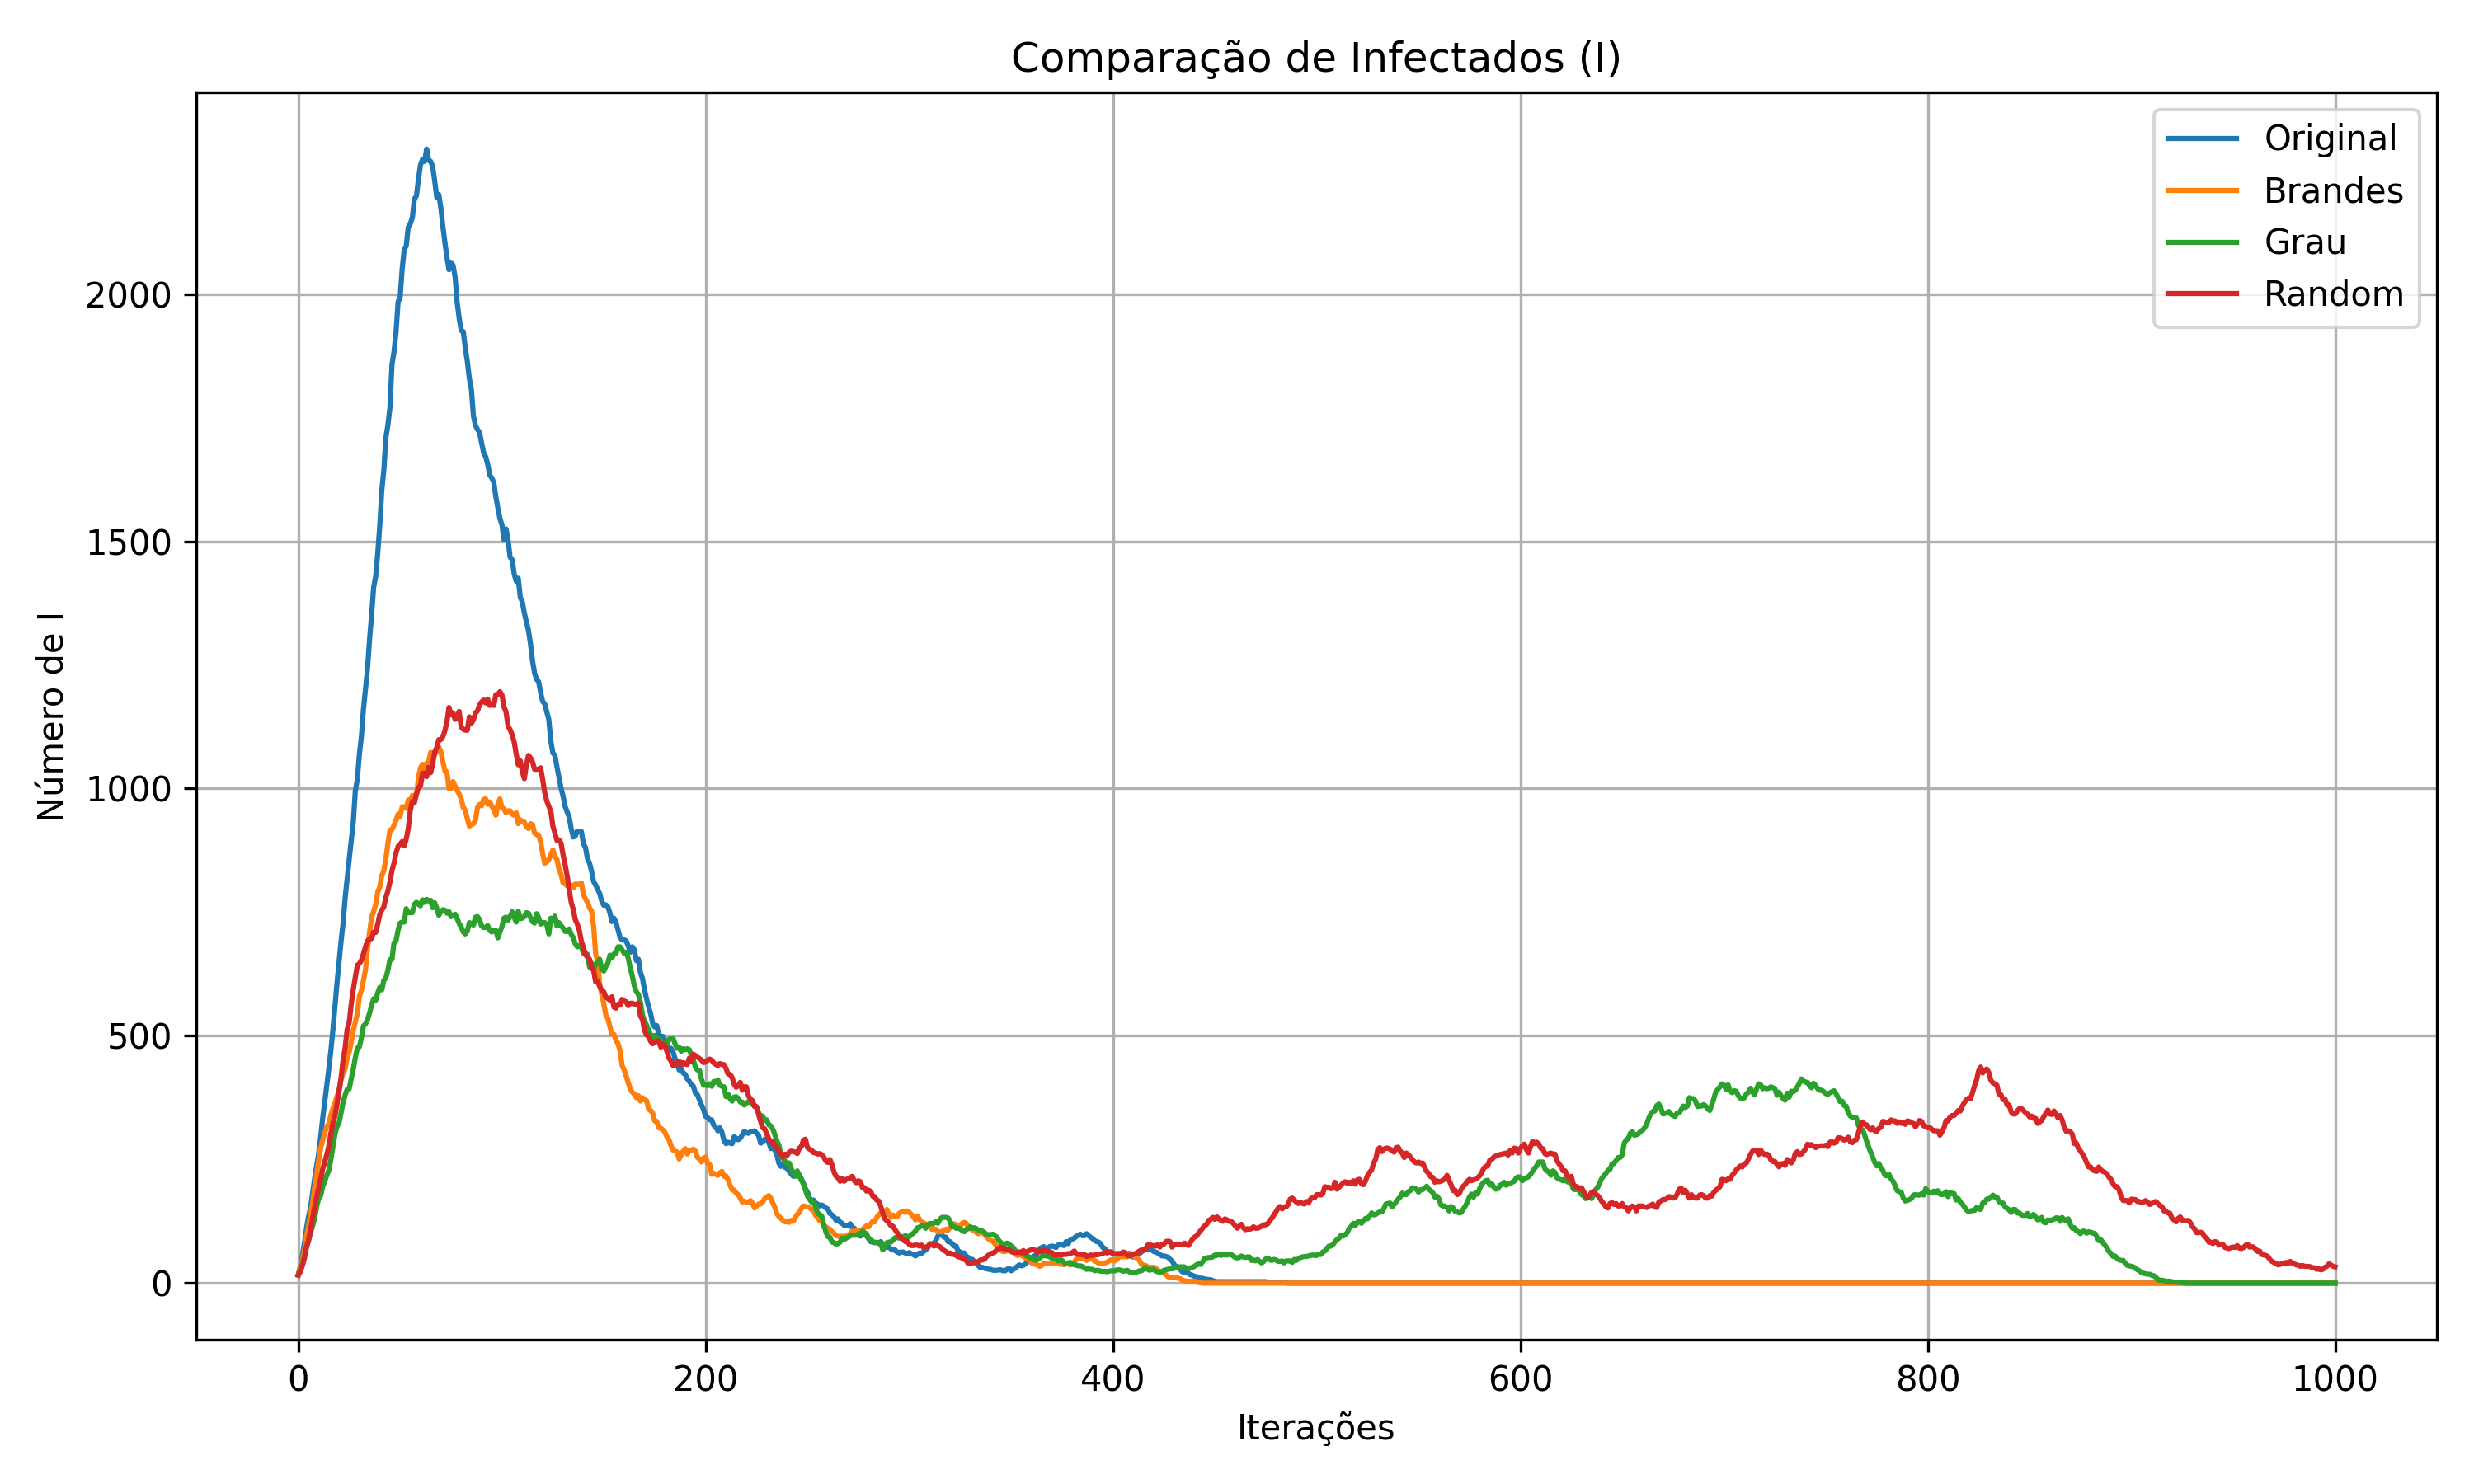 Comparação de Infectados (I)
Original
Brandes
Grau
Random
Número de I
2000
1500
1000
500
0
0 200 400 600 800 1000
Iterações